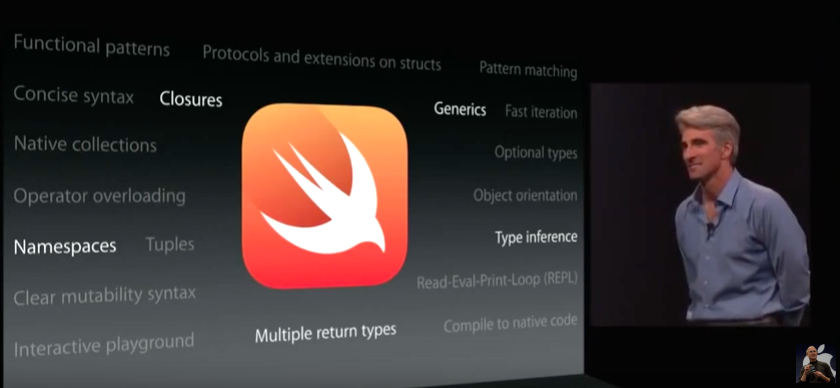 Functional patterns
Protocols and extensions on structs
Pattern matching
Concise syntax
Closures
Generics
Fast iteration
Native collections
Optional types
Operator overloading
Object orientation
Namespaces
Tuples
Type inference
Clear mutability syntax
Read-Eval-Print-Loop (REPL)
Multiple return types
Interactive playground
Compile to native code